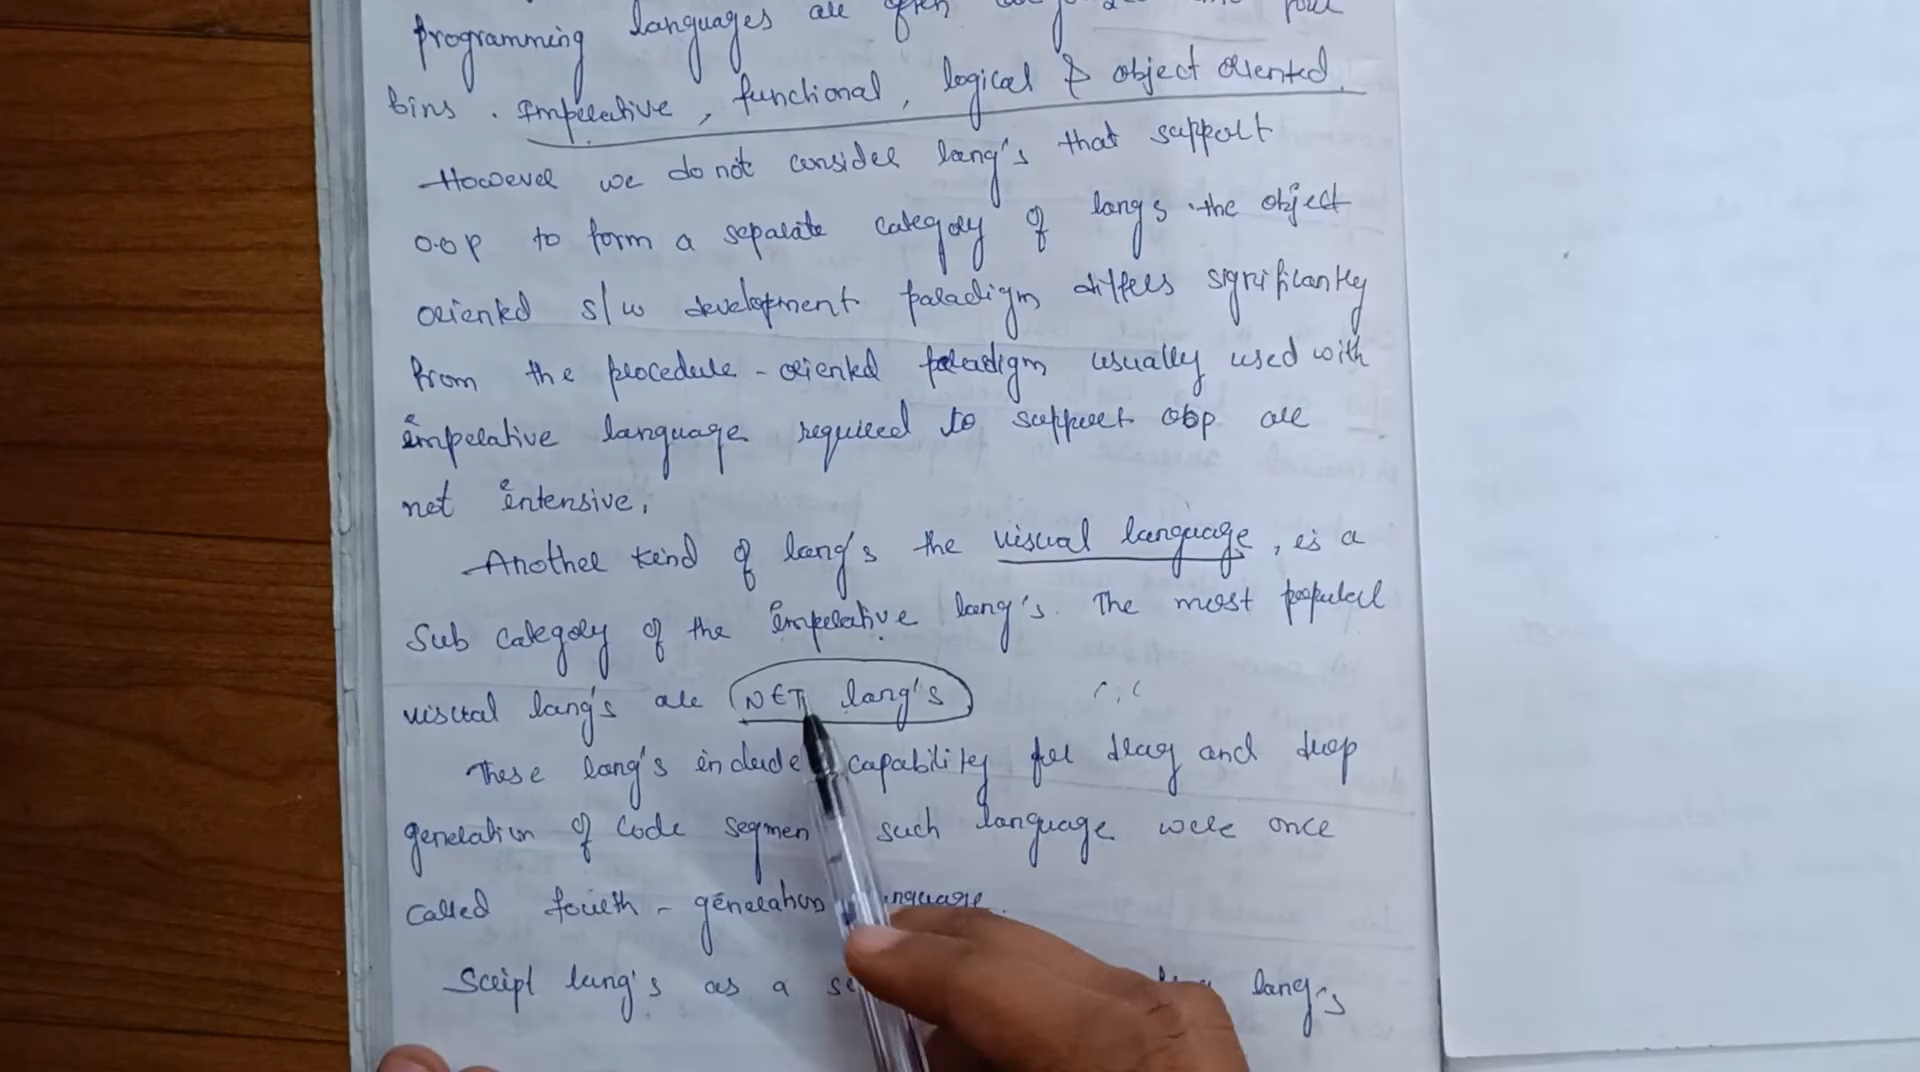 programming languages are often into four
bins. Imperative, functional, logical & object oriented.
However we do not consider lang's that support
O.O.P to form a separate category of langs. the object
oriented s/w development paradigm differs significantly
from the procedure-oriented paradigm usually used with
imperative language required to support oop are
not intensive.
Another kind of lang's the visual language, is a
Sub category of the imperative lang's. The most popular
visual lang's are NET lang's
These lang's include capability for drag and drop
generation of code segmen such language were once
called fourth-generation
Script lang's as a lang's